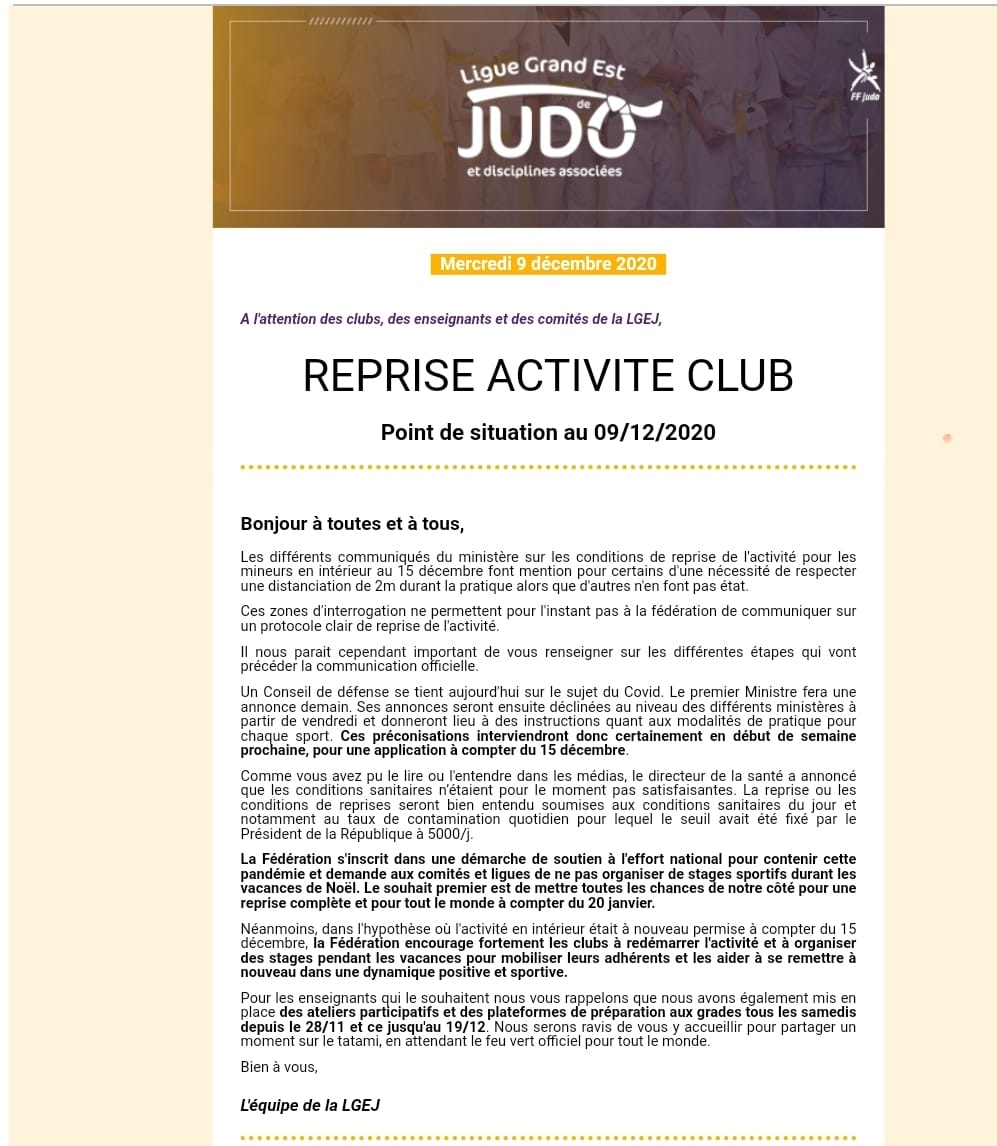 Ligue Grand Est
de
JUDO
et disciplines associées
FF Judo
Mercredi 9 décembre 2020
A l'attention des clubs, des enseignants et des comités de la LGEJ,
REPRISE ACTIVITE CLUB
Point de situation au 09/12/2020
Bonjour à toutes et à tous,
Les différents communiqués du ministère sur les conditions de reprise de l'activité pour les
mineurs en intérieur au 15 décembre font mention pour certains d'une nécessité de respecter
une distanciation de 2m durant la pratique alors que d'autres n'en font pas état.
Ces zones d'interrogation ne permettent pour l'instant pas à la fédération de communiquer sur
un protocole clair de reprise de l'activité.
Il nous parait cependant important de vous renseigner sur les différentes étapes qui vont
précéder la communication officielle.
Un Conseil de défense se tient aujourd'hui sur le sujet du Covid. Le premier Ministre fera une
annonce demain. Ses annonces seront ensuite déclinées au niveau des différents ministères à
partir de vendredi et donneront lieu à des instructions quant aux modalités de pratique pour
chaque sport. Ces préconisations interviendront donc certainement en début de semaine
prochaine, pour une application à compter du 15 décembre.
Comme vous avez pu le lire ou l'entendre dans les médias, le directeur de la santé a annoncé
que les conditions sanitaires n’étaient pour le moment pas satisfaisantes. La reprise ou les
conditions de reprises seront bien entendu soumises aux conditions sanitaires du jour et
notamment au taux de contamination quotidien pour lequel le seuil avait été fixé par le
Président de la République à 5000/j.
La Fédération s'inscrit dans une démarche de soutien à l'effort national pour contenir cette
pandémie et demande aux comités et ligues de ne pas organiser de stages sportifs durant les
vacances de Noël. Le souhait premier est de mettre toutes les chances de notre côté pour une
reprise complète et pour tout le monde à compter du 20 janvier.
Néanmoins, dans l'hypothèse où l'activité en intérieur était à nouveau permise à compter du 15
décembre, la Fédération encourage fortement les clubs à redémarrer l'activité et à organiser
des stages pendant les vacances pour mobiliser leurs adhérents et les aider à se remettre à
nouveau dans une dynamique positive et sportive.
Pour les enseignants qui le souhaitent nous vous rappelons que nous avons également mis en
place des ateliers participatifs et des plateformes de préparation aux grades tous les samedis
depuis le 28/11 et ce jusqu'au 19/12. Nous serons ravis de vous y accueillir pour partager un
moment sur le tatami, en attendant le feu vert officiel pour tout le monde.
Bien à vous,
L'équipe de la LGEJ